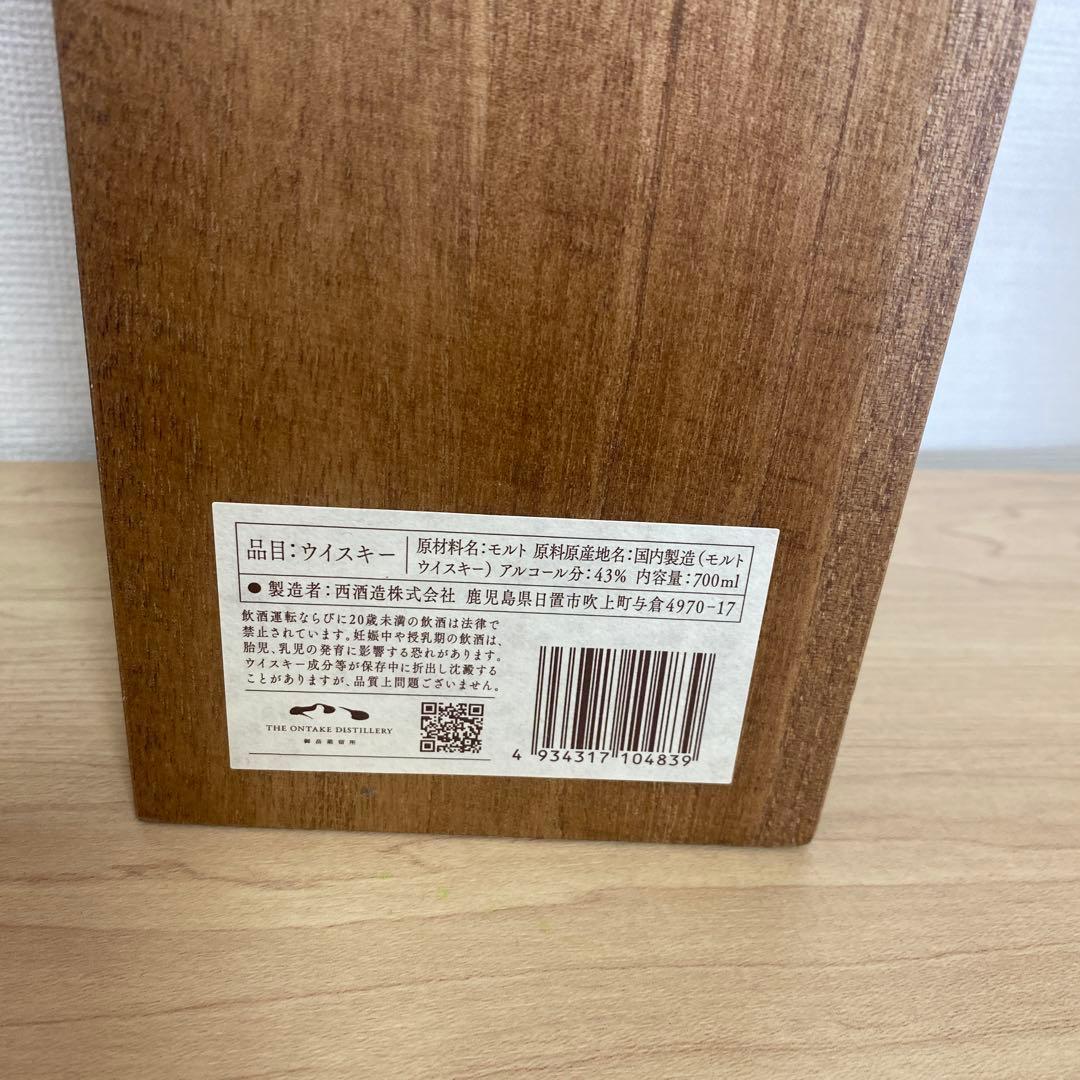 品目：ウイスキー
原材料名：モルト 原料原産地名：国内製造（モルト
ウイスキー） アルコール分：43% 内容量：700ml
● 製造者：西酒造株式会社 鹿児島県日置市吹上町与倉4970-17
飲酒運転ならびに20歳未満の飲酒は法律で
禁止されています。妊娠中や授乳期の飲酒は、
胎児、乳児の発育に影響する恐れがあります。
ウイスキー成分等が保存中に折出し沈澱する
ことがありますが、品質上問題ございません。
THE ONTAKE DISTILLERY
御岳蒸留所
4 934317 104839